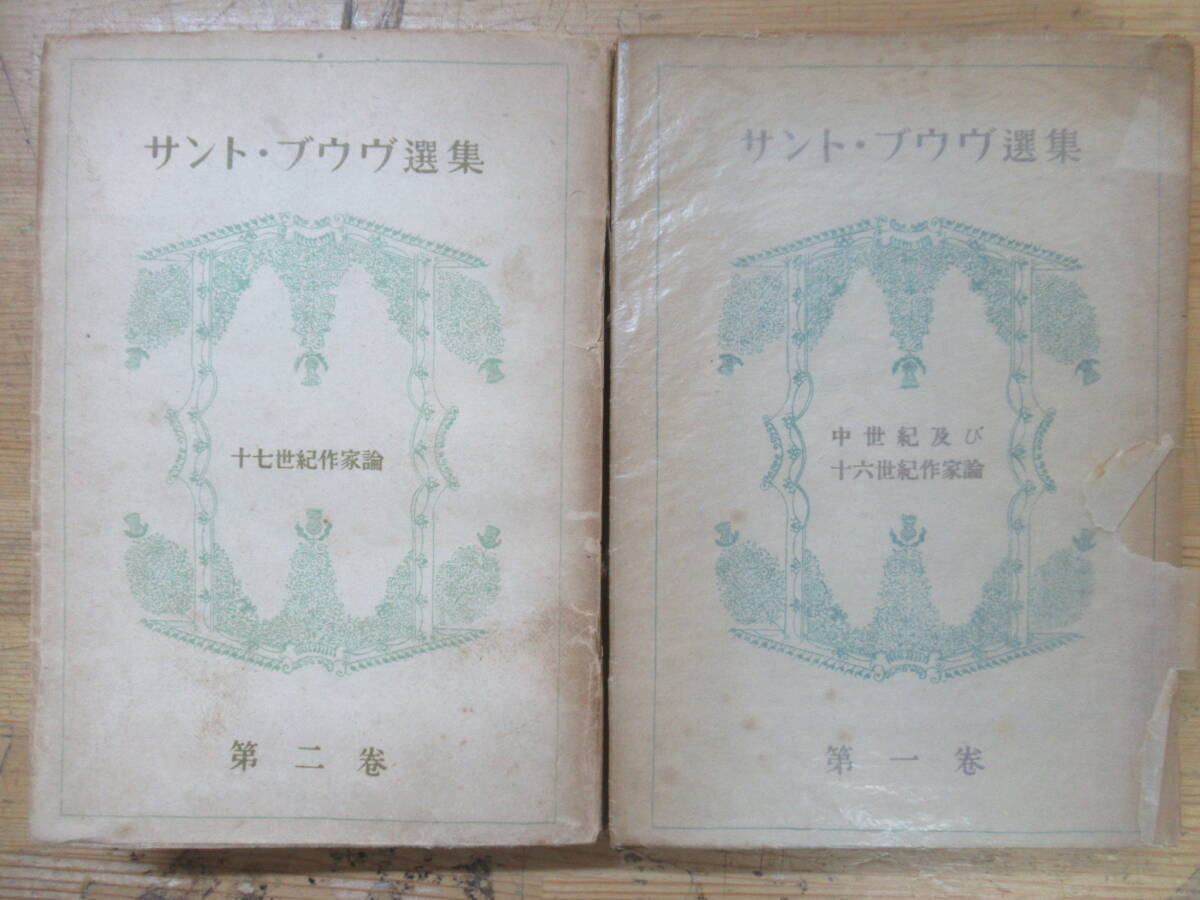 サント・ブウヴ選集
十七世紀作家論
第二卷
サント・ブウヴ選集
中世紀及び
十六世紀作家論
第一卷